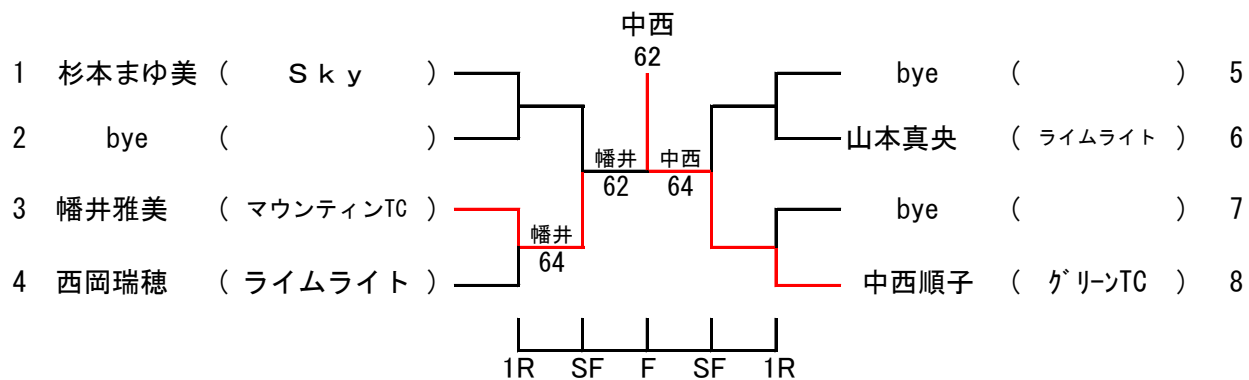 中西
62
1 杉本まゆ美 ( Ｓｋｙ )
2 bye ( )
3 幡井雅美 ( マウンティンTC )
4 西岡瑞穂 ( ライムライト )
幡井
64
幡井
62
中西
64
bye ( ) 5
山本真央 ( ライムライト ) 6
bye ( ) 7
中西順子 ( ｸﾞﾘｰﾝTC ) 8
1R SF F SF 1R